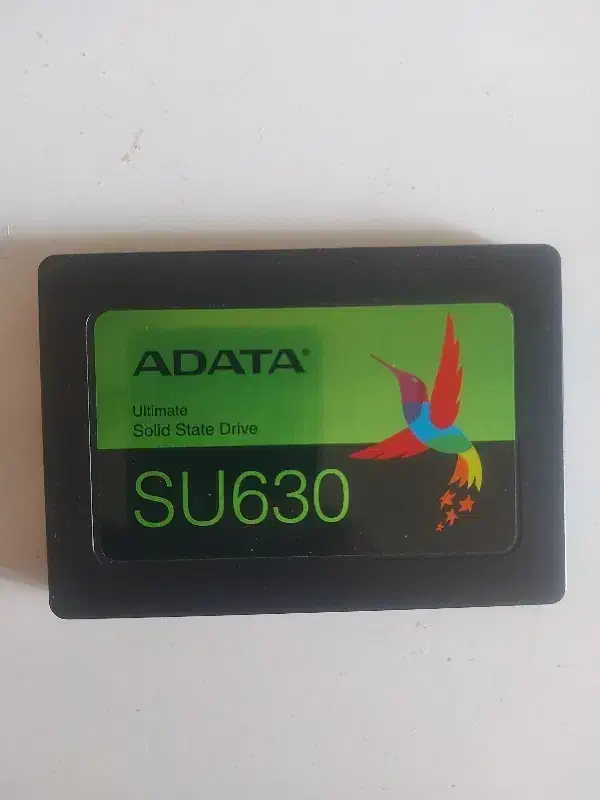 ADATA®
Ultimate
Solid State Drive
SU630